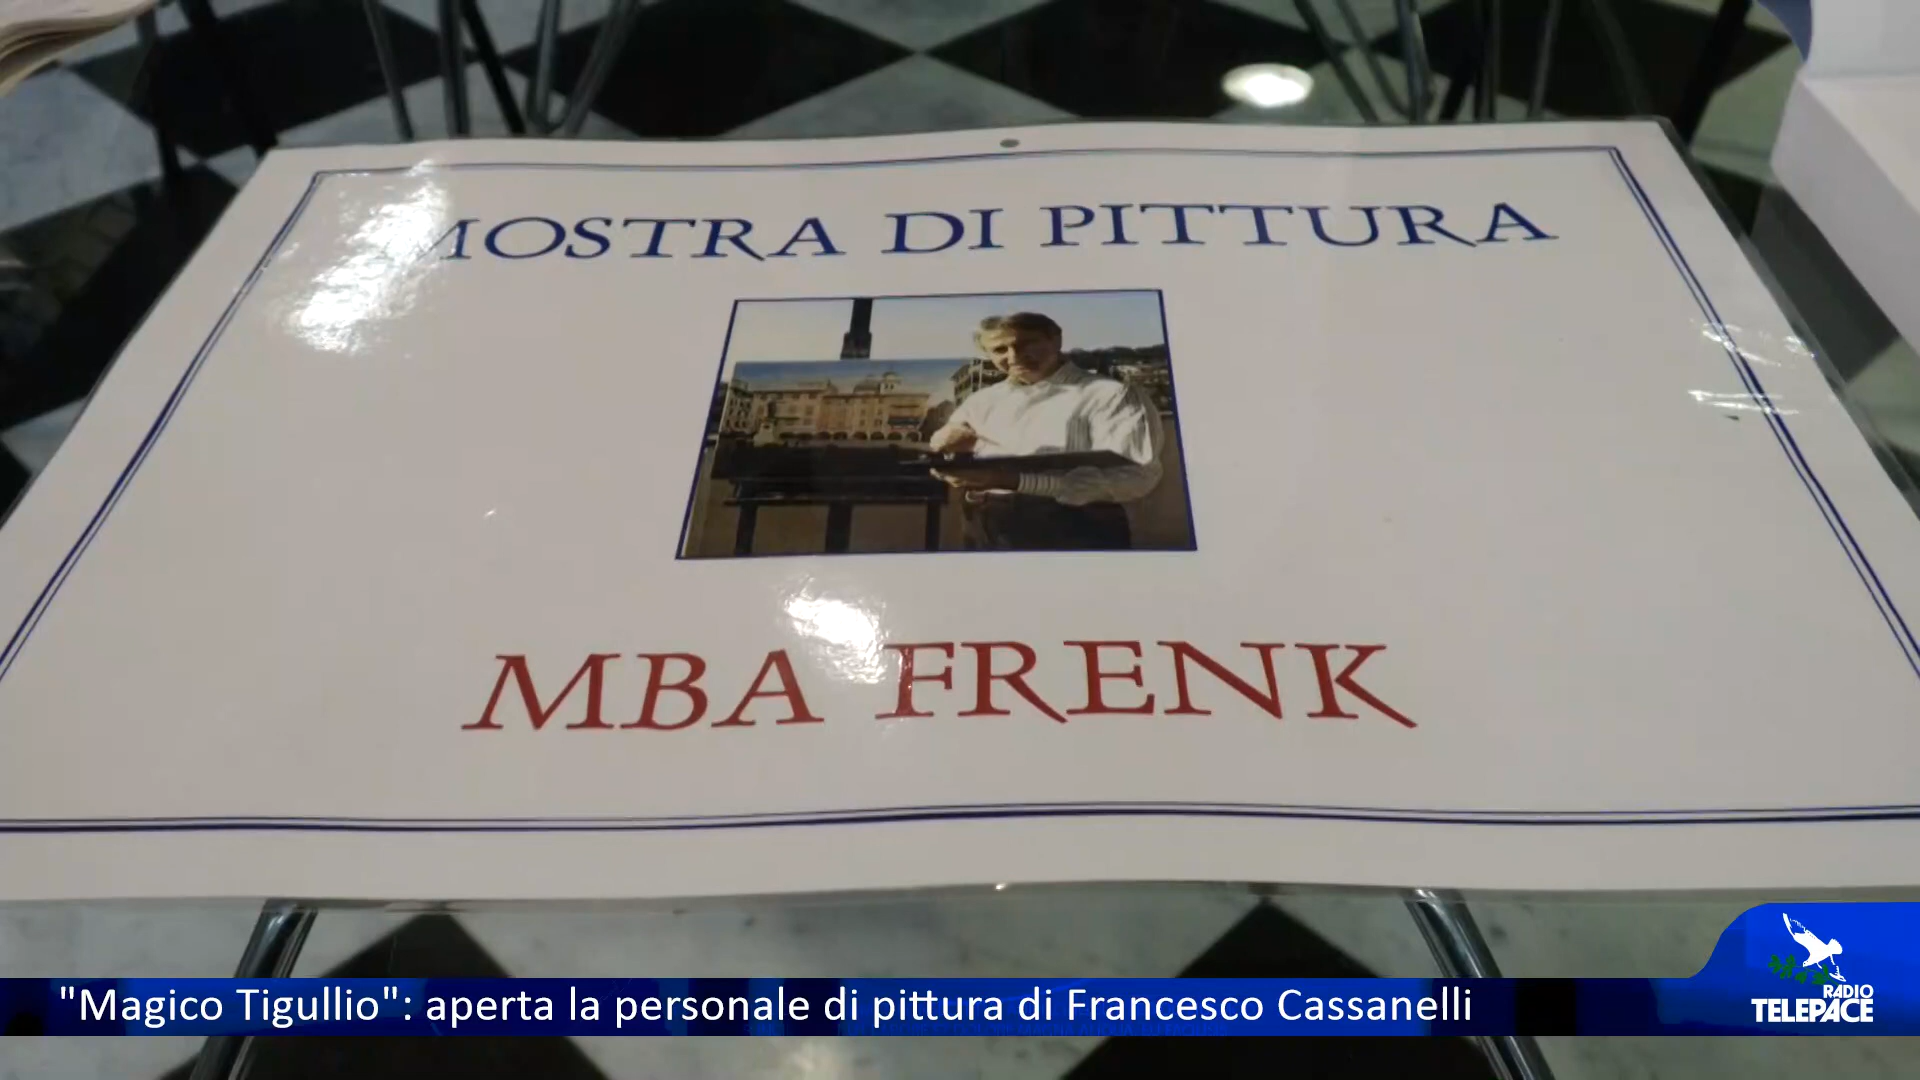 MOSTRA DI PITTURA
MBA FRENK
"Magico Tigullio": aperta la personale di pittura di Francesco Cassanelli
RADIO
TELEPACE